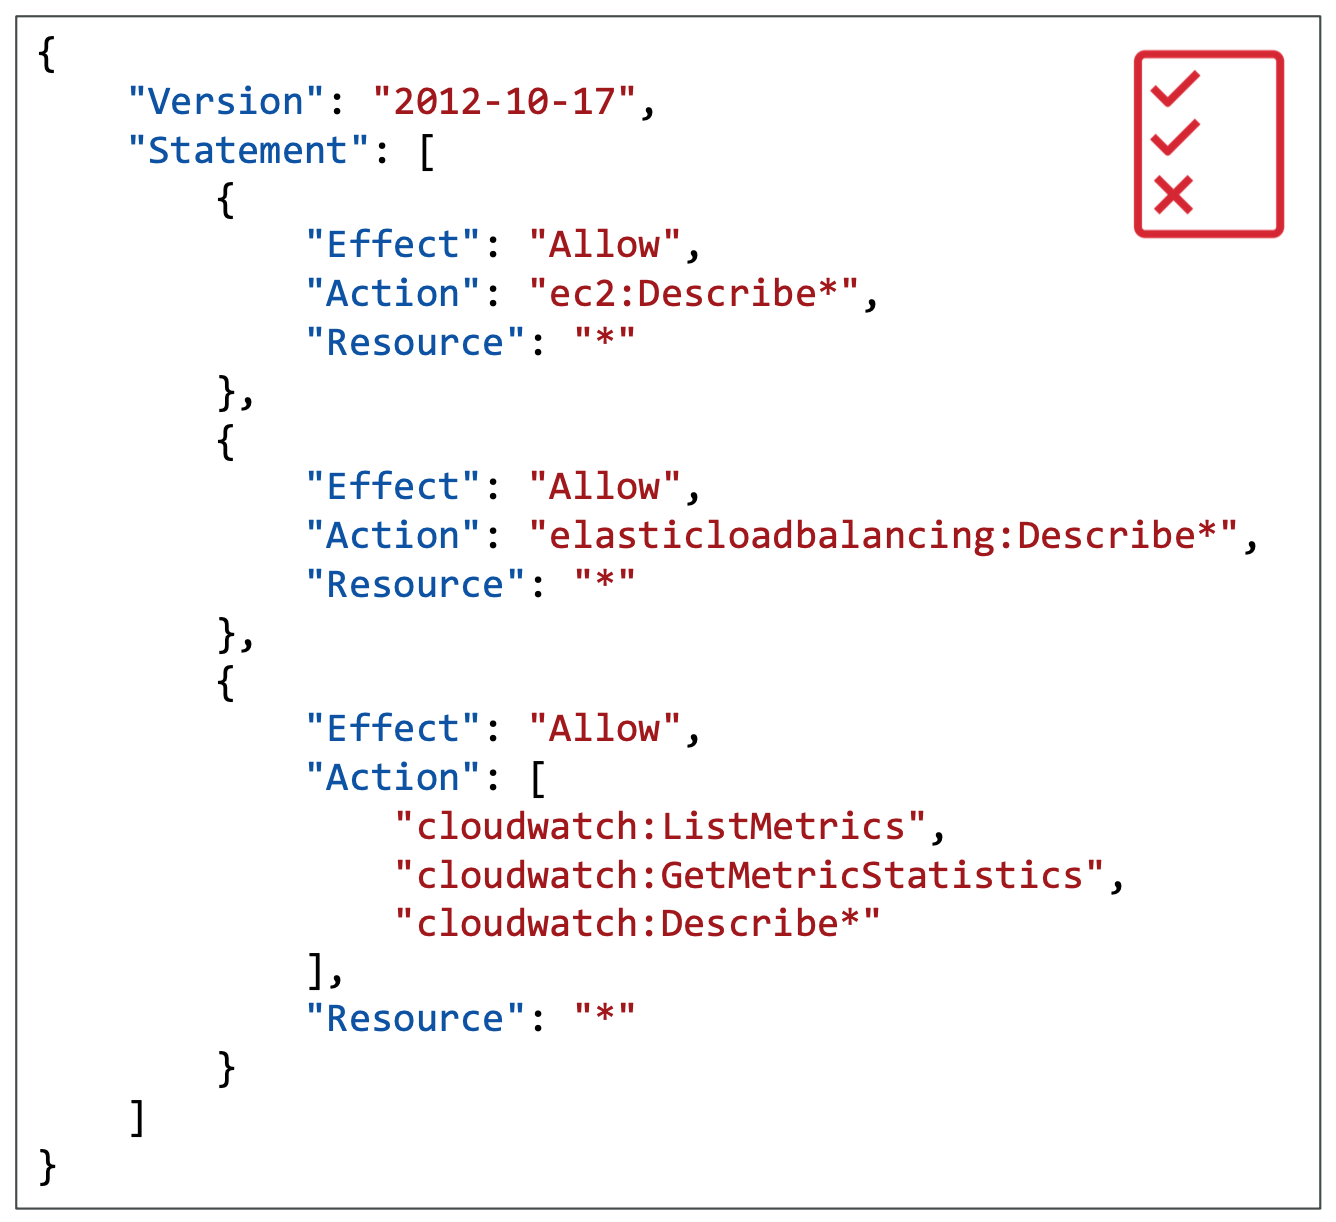 {
"Version": "2012-10-17",
"Statement": [
{
"Effect": "Allow",
"Action": "ec2:Describe*",
"Resource": "*"
},
{
"Effect": "Allow",
"Action": "elasticloadbalancing:Describe*",
"Resource": "*"
},
{
"Effect": "Allow",
"Action": [
"cloudwatch:ListMetrics",
"cloudwatch:GetMetricStatistics",
"cloudwatch:Describe*"
],
"Resource": "*"
}
]
}